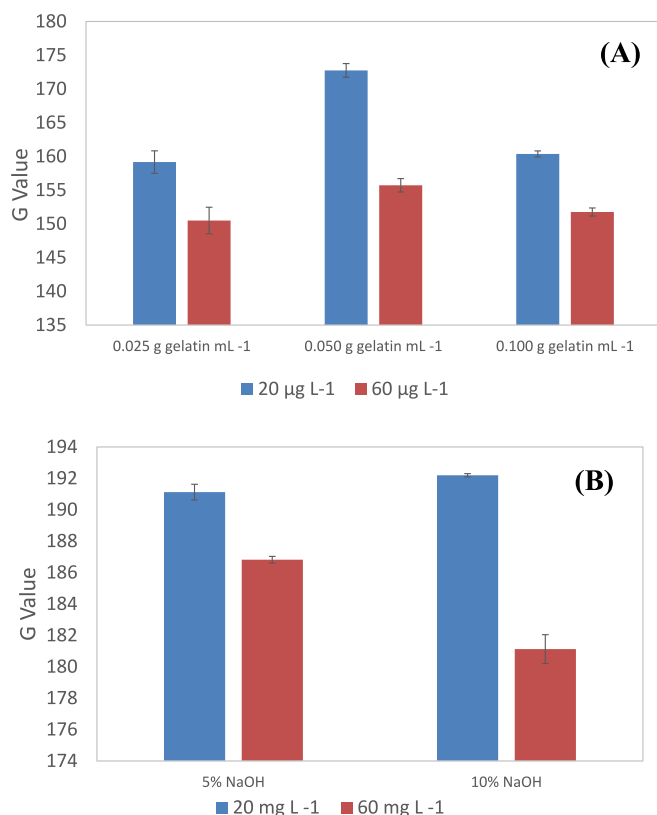 180
(A)
175
170
165
160
155
150
145
140
135
G Value
0.025 g gelatin mL -1 0.050 g gelatin mL -1 0.100 g gelatin mL -1
20 µg L-1 60 µg L-1
194
(B)
192
190
188
186
184
182
180
178
176
174
G Value
5% NaOH 10% NaOH
20 mg L -1 60 mg L -1